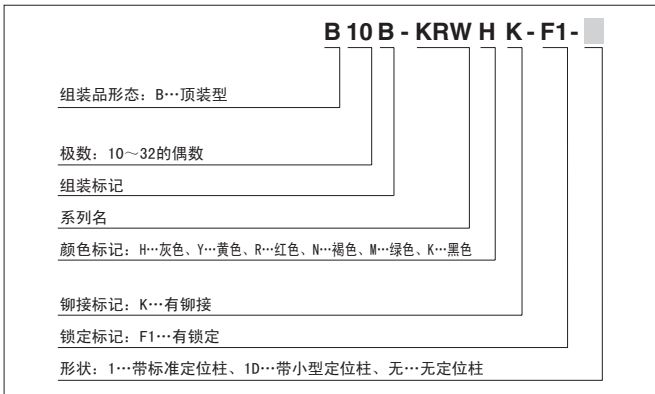 B 10 B - KRW H K - F1 -
组装品形态：B…顶装型
极数：10～32的偶数
组装标记
系列名
颜色标记：H…灰色、Y…黄色、R…红色、N…褐色、M…绿色、K…黑色
铆接标记：K…有铆接
锁定标记：F1…有锁定
形状：1…带标准定位柱、1D…带小型定位柱、无…无定位柱